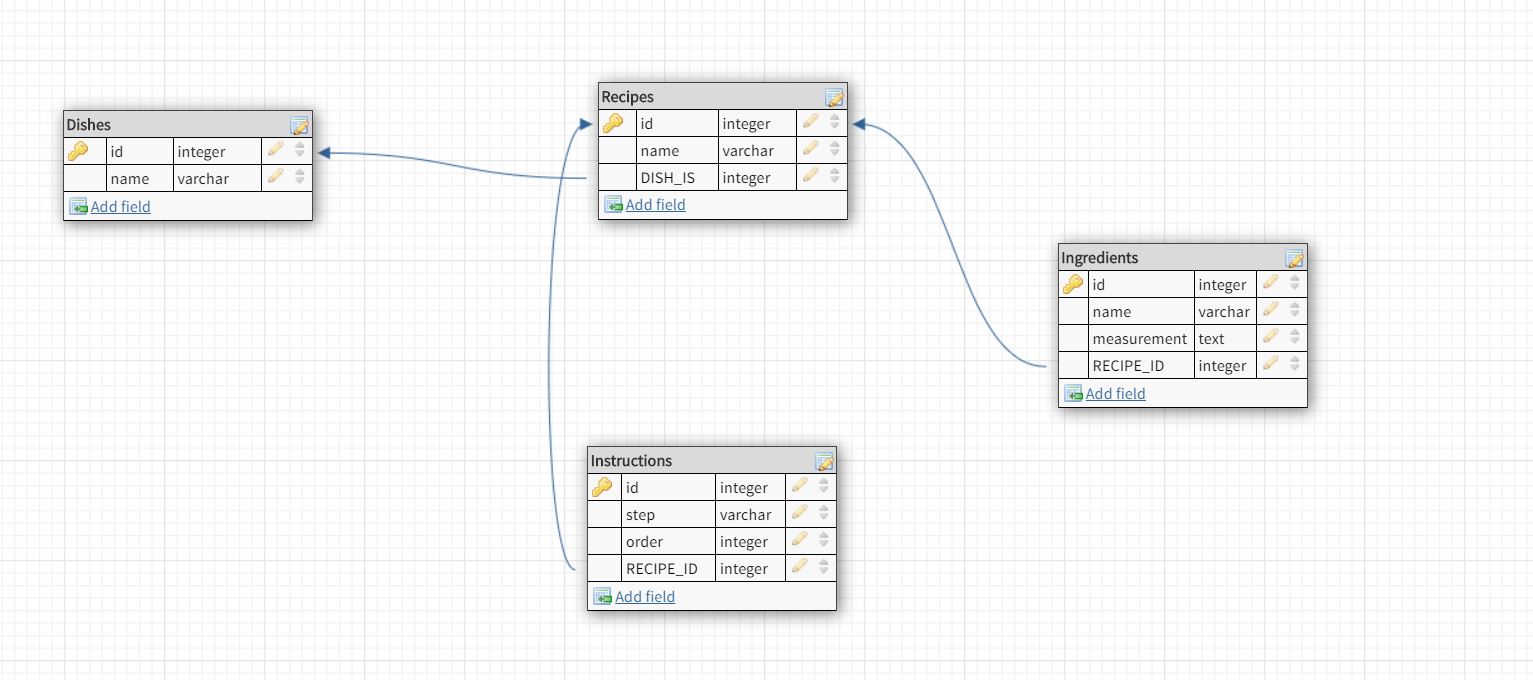 Dishes
id integer
name varchar
Add field
Recipes
id integer
name varchar
DISH_IS integer
Add field
Ingredients
id integer
name varchar
measurement text
RECIPE_ID integer
Add field
Instructions
id integer
step varchar
order integer
RECIPE_ID integer
Add field